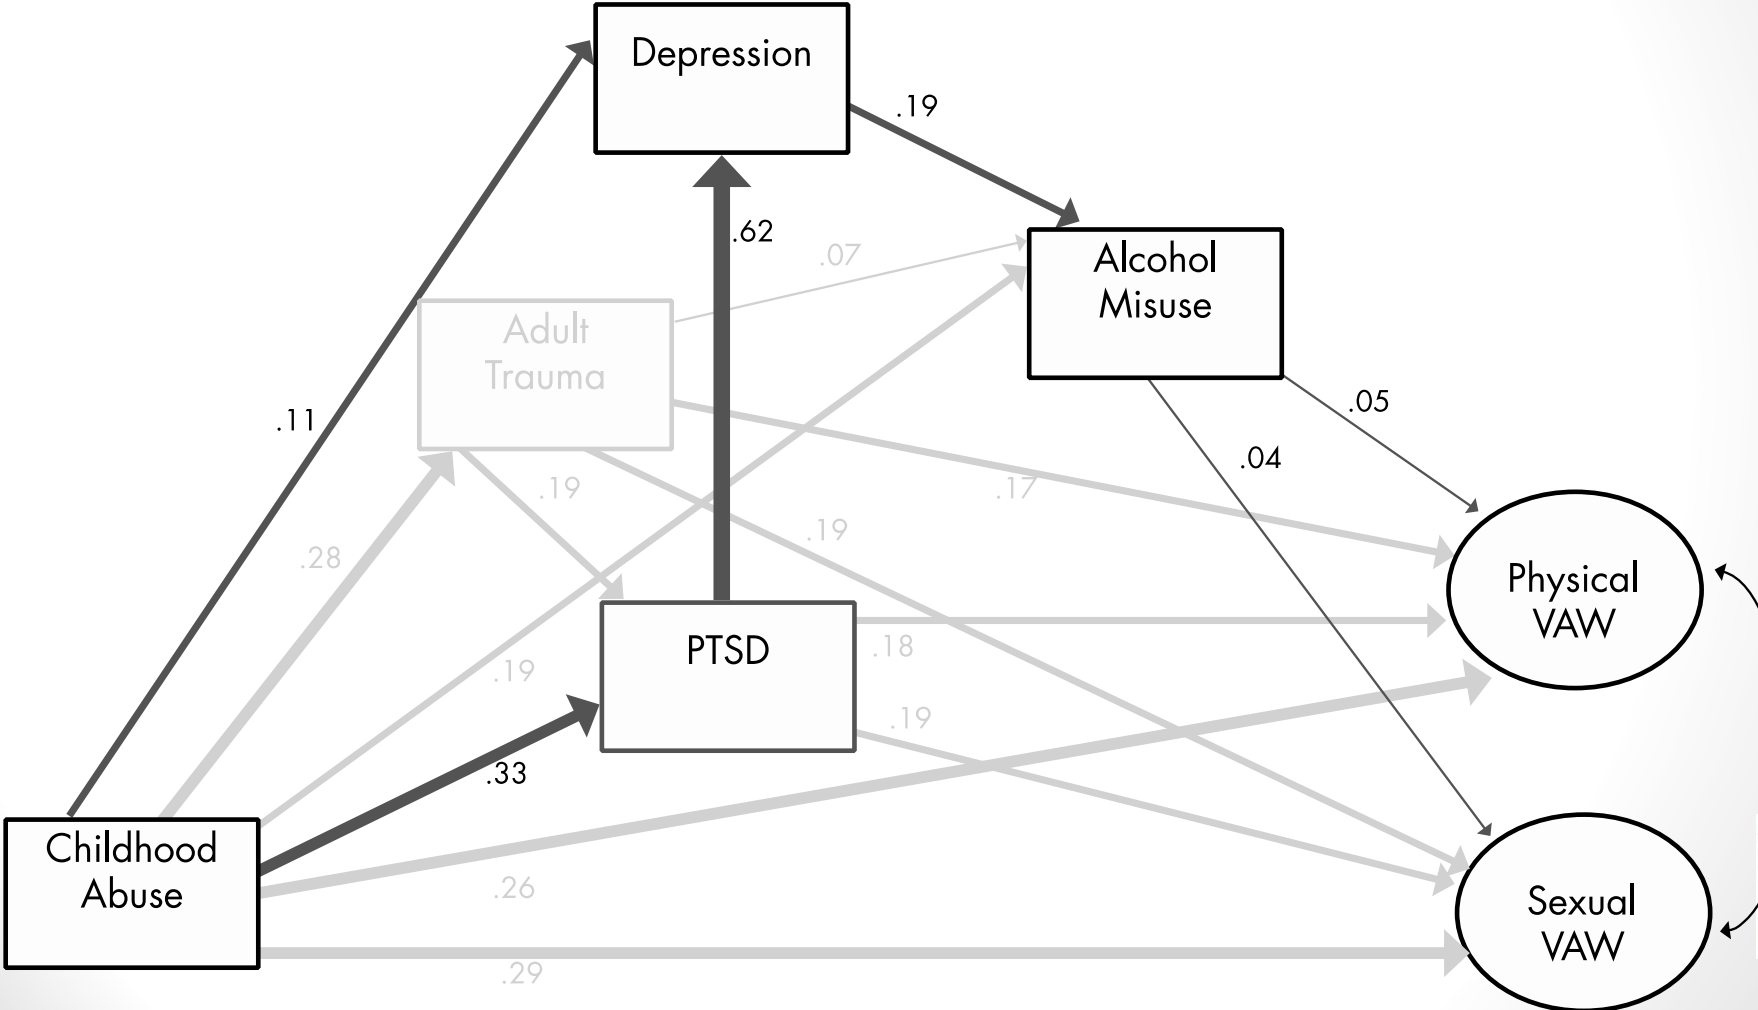 Depression
.19
.62
.07
Alcohol
Misuse
Adult
Trauma
.11
.05
.04
.19
.17
.19
.28
Physical
VAW
PTSD
.18
.19
.19
.33
Childhood
Abuse
.26
Sexual
VAW
.29